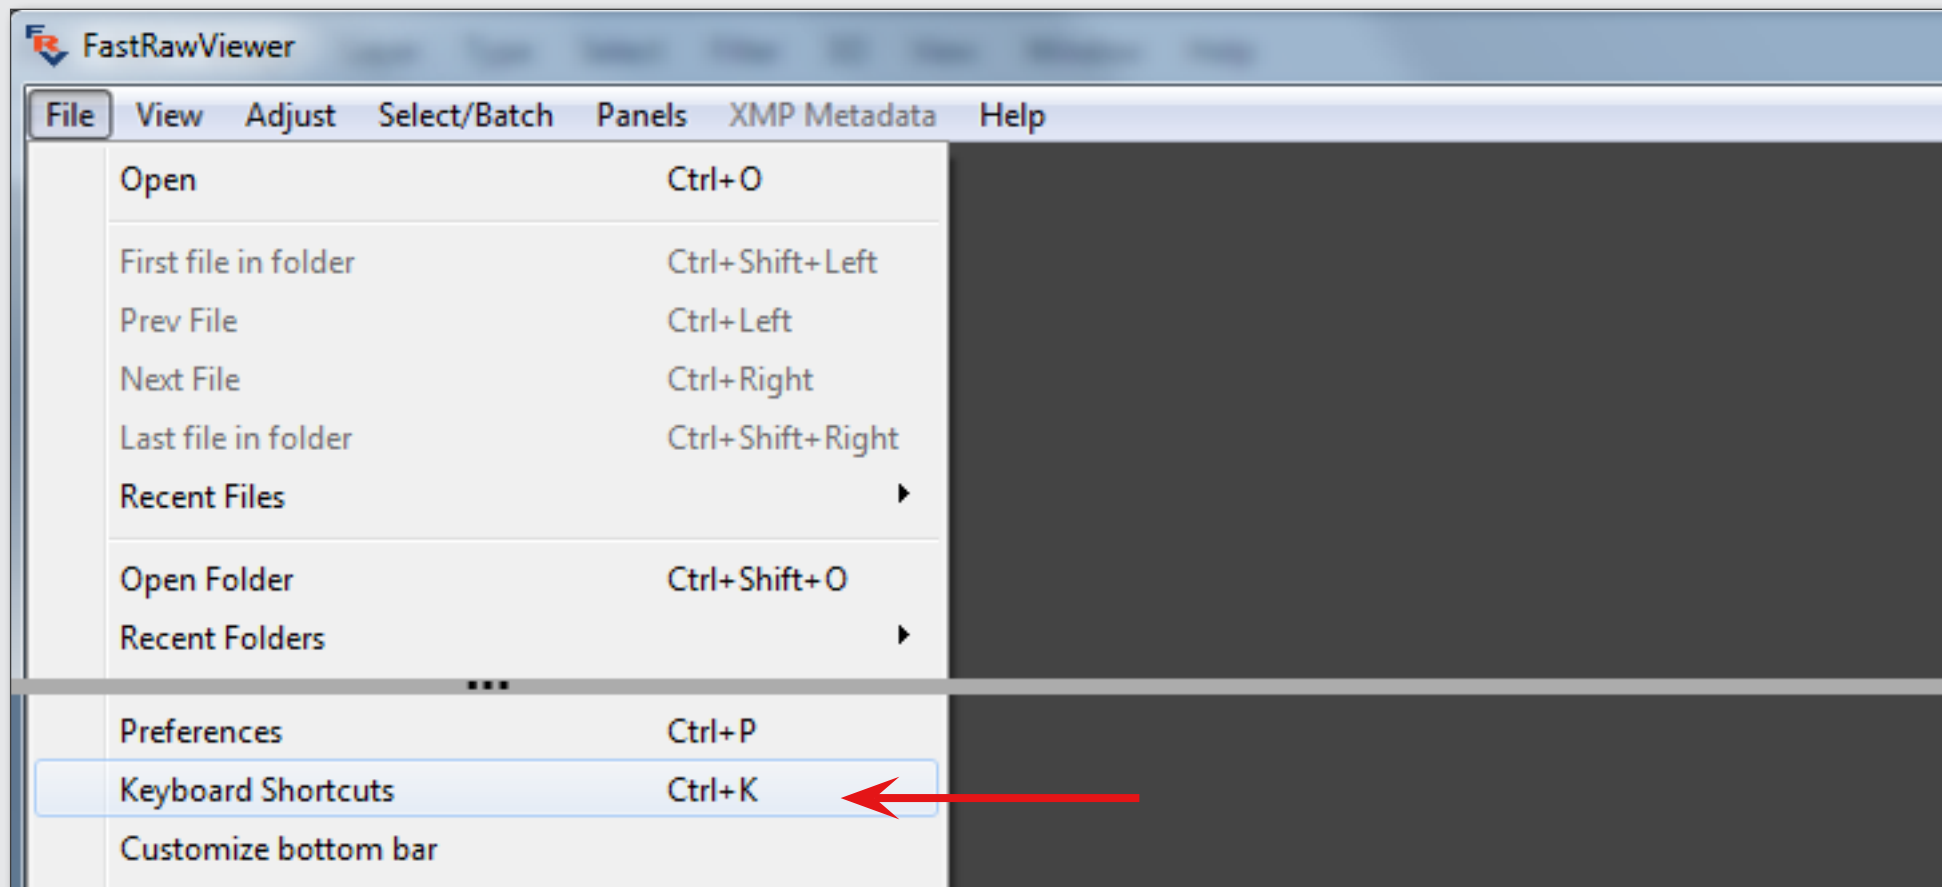 FastRawViewer
File View Adjust Select/Batch Panels XMP Metadata Help
Open Ctrl+O
First file in folder Ctrl+Shift+Left
Prev File Ctrl+Left
Next File Ctrl+Right
Last file in folder Ctrl+Shift+Right
Recent Files
Open Folder Ctrl+Shift+O
Recent Folders
...
Preferences Ctrl+P
Keyboard Shortcuts Ctrl+K
Customize bottom bar